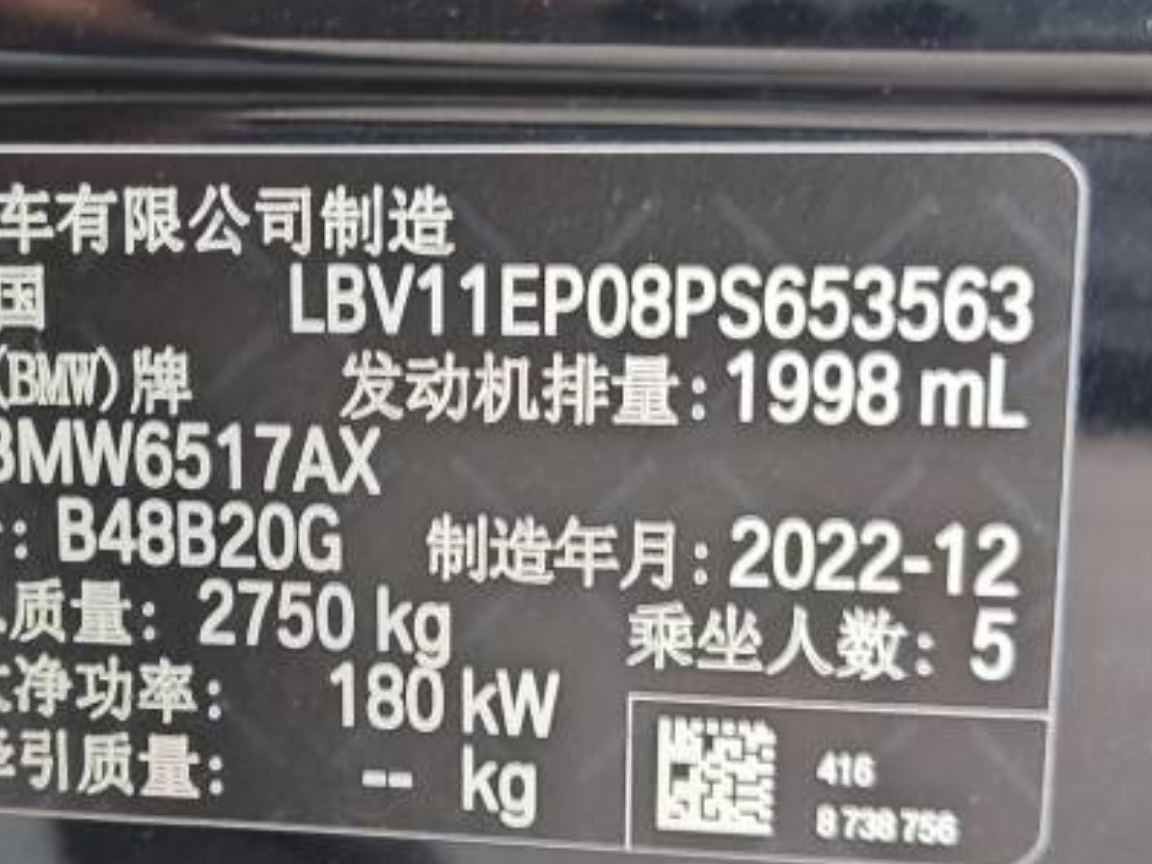 车有限公司制造
国 LBV11EP08PS653563
(BMW)牌 发动机排量:1998 mL
BMW6517AX
: B48B20G 制造年月:2022-12
质量: 2750 kg 乘坐人数: 5
净功率: 180 kW
引质量: -- kg
416
8 738 756